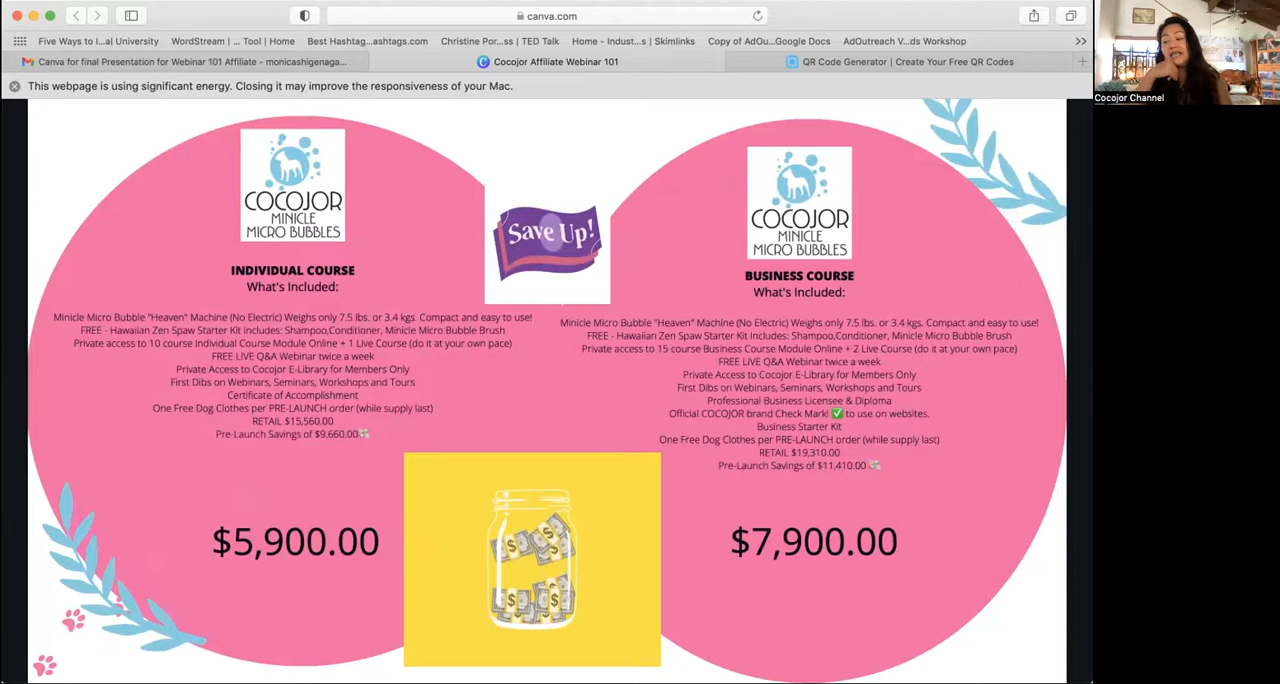 canva.com
Five Ways to I...al University
WordStream | ... Tool | Home
Best Hashtag...ashtags.com
Christine Por...ss | TED Talk
Home - Indust...s | Skimlinks
Copy of AdOu...Google Docs
AdOutreach V...ds Workshop
Canva for final Presentation for Webinar 101 Affiliate - monicashigenaga...
Cocojor Affiliate Webinar 101
QR Code Generator | Create Your Free QR Codes
This webpage is using significant energy. Closing it may improve the responsiveness of your Mac.
Cocojor Channel
COCOJOR
MINICLE
MICRO BUBBLES
INDIVIDUAL COURSE
What's Included:
Minicle Micro Bubble "Heaven" Machine (No Electric) Weighs only 7.5 lbs. or 3.4 kgs. Compact and easy to use!
FREE - Hawaiian Zen Spaw Starter Kit Includes: Shampoo,Conditioner, Minicle Micro Bubble Brush
Private access to 10 course Individual Course Module Online + 1 Live Course (do it at your own pace)
FREE LIVE Q&A Webinar twice a week
Private Access to Cocojor E-Library for Members Only
First Dibs on Webinars, Seminars, Workshops and Tours
Certificate of Accomplishment
One Free Dog Clothes per PRE-LAUNCH order (while supply last)
RETAIL $15,560.00
Pre-Launch Savings of $9,660.00💸
$5,900.00
Save Up!
COCOJOR
MINICLE
MICRO BUBBLES
BUSINESS COURSE
What's Included:
Minicle Micro Bubble "Heaven" Machine (No Electric) Weighs only 7.5 lbs. or 3.4 kgs. Compact and easy to use!
FREE - Hawaiian Zen Spaw Starter Kit Includes: Shampoo,Conditioner, Minicle Micro Bubble Brush
Private access to 15 course Business Course Module Online + 2 Live Course (do it at your own pace)
FREE LIVE Q&A Webinar twice a week
Private Access to Cocojor E-Library for Members Only
First Dibs on Webinars, Seminars, Workshops and Tours
Professional Business Licensee & Diploma
Official COCOJOR brand Check Mark! ✅ to use on websites.
Business Starter Kit
One Free Dog Clothes per PRE-LAUNCH order (while supply last)
RETAIL $19,310.00
Pre-Launch Savings of $11,410.00 💸
$7,900.00